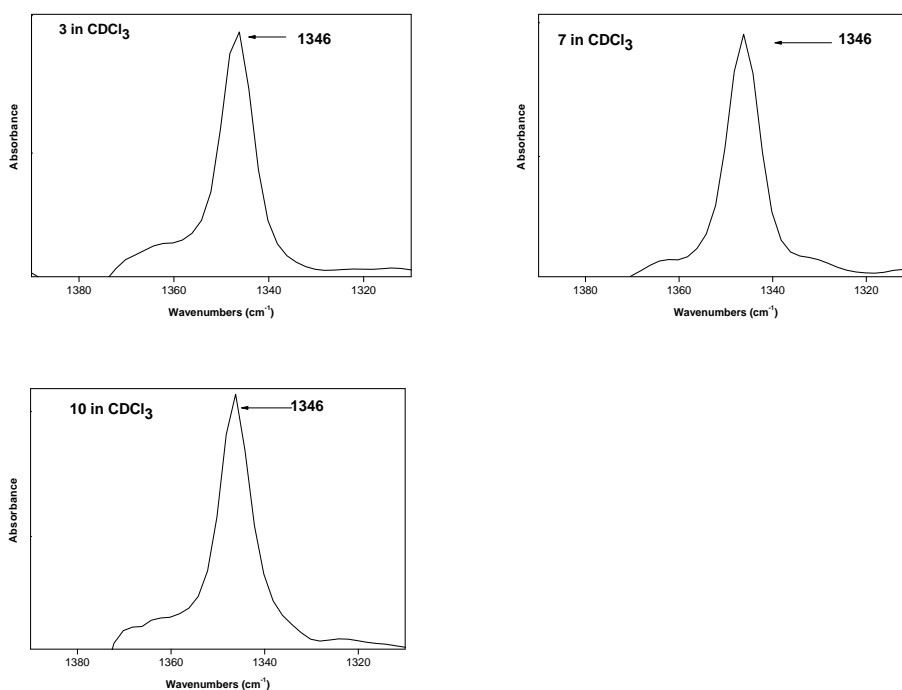 3 in CDCl3
1346
Absorbance
1380 1360 1340 1320
Wavenumbers (cm-1)
7 in CDCl3
1346
Absorbance
1380 1360 1340 1320
Wavenumbers (cm-1)
10 in CDCl3
1346
Absorbance
1380 1360 1340 1320
Wavenumbers (cm-1)